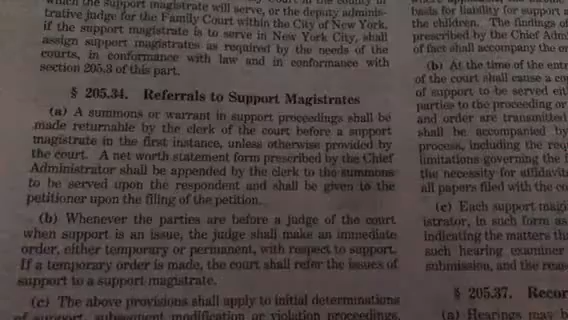 which the support magistrate will serve, or the deputy adminis-
trative judge for the Family Court within the City of New York,
if the support magistrate is to serve in New York City, shall
assign support magistrates as required by the needs of the
courts, in conformance with law and in conformance with
section 205.3 of this part.
§ 205.34. Referrals to Support Magistrates
(a) A summons or warrant in support proceedings shall be
made returnable by the clerk of the court before a support
magistrate in the first instance, unless otherwise provided by
the court. A net worth statement form prescribed by the Chief
Administrator shall be appended by the clerk to the summons
to be served upon the respondent and shall be given to the
petitioner upon the filing of the petition.
(b) Whenever the parties are before a judge of the court
when support is an issue, the judge shall make an immediate
order, either temporary or permanent, with respect to support.
If a temporary order is made, the court shall refer the issues of
support to a support magistrate.
(c) The above provisions shall apply to initial determinations
of support, subsequent modification or violation proceedings,
basis for liability for support
the children. The findings of
prescribed by the Chief
of fact shall accompany the
(b) At the time of the
of the court shall cause a
of support to be served
parties to the proceeding or
and order are transmitted
shall be accompanied by
process, including the
limitations governing the
the necessity for
all papers filed with the
(c) Each support
istrator, in such form as
indicating the matters
such hearing examiner
submission, and the
§ 205.37.
(a) Hearings may